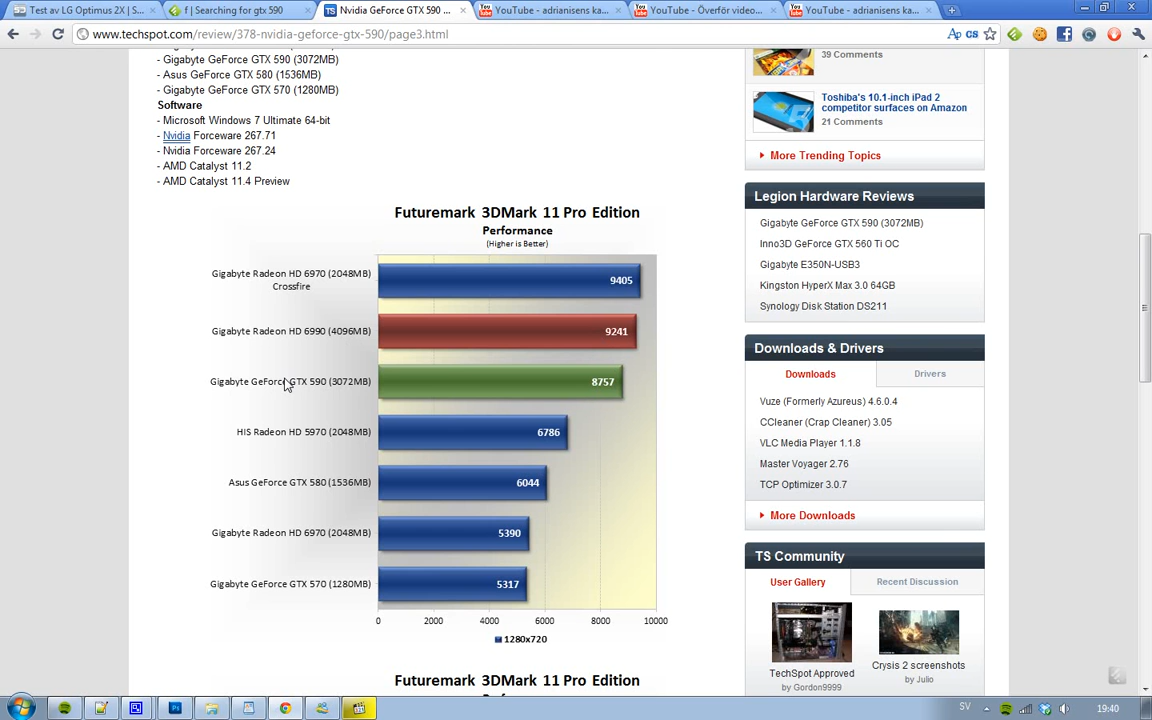 Test av LG Optimus 2X | S...
f | Searching for gtx 590
Nvidia GeForce GTX 590 ...
YouTube - adrianisens ka...
YouTube - Överför video...
YouTube - adrianisens ka...
www.techspot.com/review/378-nvidia-geforce-gtx-590/page3.html
- Gigabyte GeForce GTX 590 (3072MB)
- Asus GeForce GTX 580 (1536MB)
- Gigabyte GeForce GTX 570 (1280MB)
Software
- Microsoft Windows 7 Ultimate 64-bit
- Nvidia Forceware 267.71
- Nvidia Forceware 267.24
- AMD Catalyst 11.2
- AMD Catalyst 11.4 Preview
Futuremark 3DMark 11 Pro Edition
Performance
(Higher is Better)
Gigabyte Radeon HD 6970 (2048MB)
Crossfire
9405
Gigabyte Radeon HD 6990 (4096MB)
9241
Gigabyte GeForce GTX 590 (3072MB)
8757
HIS Radeon HD 5970 (2048MB)
6786
Asus GeForce GTX 580 (1536MB)
6044
Gigabyte Radeon HD 6970 (2048MB)
5390
Gigabyte GeForce GTX 570 (1280MB)
5317
0 2000 4000 6000 8000 10000
1280x720
Futuremark 3DMark 11 Pro Edition
39 Comments
Toshiba's 10.1-inch iPad 2
competitor surfaces on Amazon
21 Comments
More Trending Topics
Legion Hardware Reviews
Gigabyte GeForce GTX 590 (3072MB)
Inno3D GeForce GTX 560 Ti OC
Gigabyte E350N-USB3
Kingston HyperX Max 3.0 64GB
Synology Disk Station DS211
Downloads & Drivers
Downloads
Drivers
Vuze (Formerly Azureus) 4.6.0.4
CCleaner (Crap Cleaner) 3.05
VLC Media Player 1.1.8
Master Voyager 2.76
TCP Optimizer 3.0.7
More Downloads
TS Community
User Gallery
Recent Discussion
TechSpot Approved
by Gordon9999
Crysis 2 screenshots
by Julio
SV
19:40